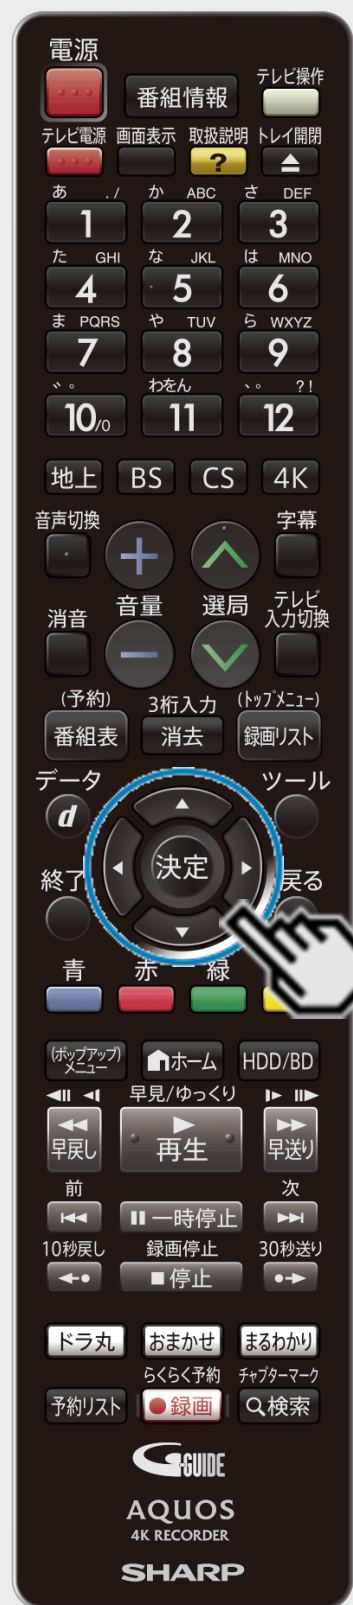 電源
番組情報
テレビ操作
テレビ電源 画面表示 取扱説明 トレイ開閉
?
あ ./ か ABC さ DEF
1 2 3
た GHI な JKL は MNO
4 5 6
ま PQRS や TUV ら WXYZ
7 8 9
゛゜ わをん 、。 ?!
10/0 11 12
地上 BS CS 4K
音声切換 字幕
+
消音 音量 選局 テレビ
入力切換
−
(予約) 3桁入力 (トップメニュー)
番組表 消去 録画リスト
データ ツール
d
決定
終了 戻る
青 赤 緑
(ポップアップ)
メニュー ホーム HDD/BD
早見/ゆっくり
早戻し 再生 早送り
前 次
一時停止
10秒戻し 録画停止 30秒送り
停止
ドラ丸 おまかせ まるわかり
らくらく予約 チャプターマーク
予約リスト 録画 検索
G-GUIDE
AQUOS
4K RECORDER
SHARP